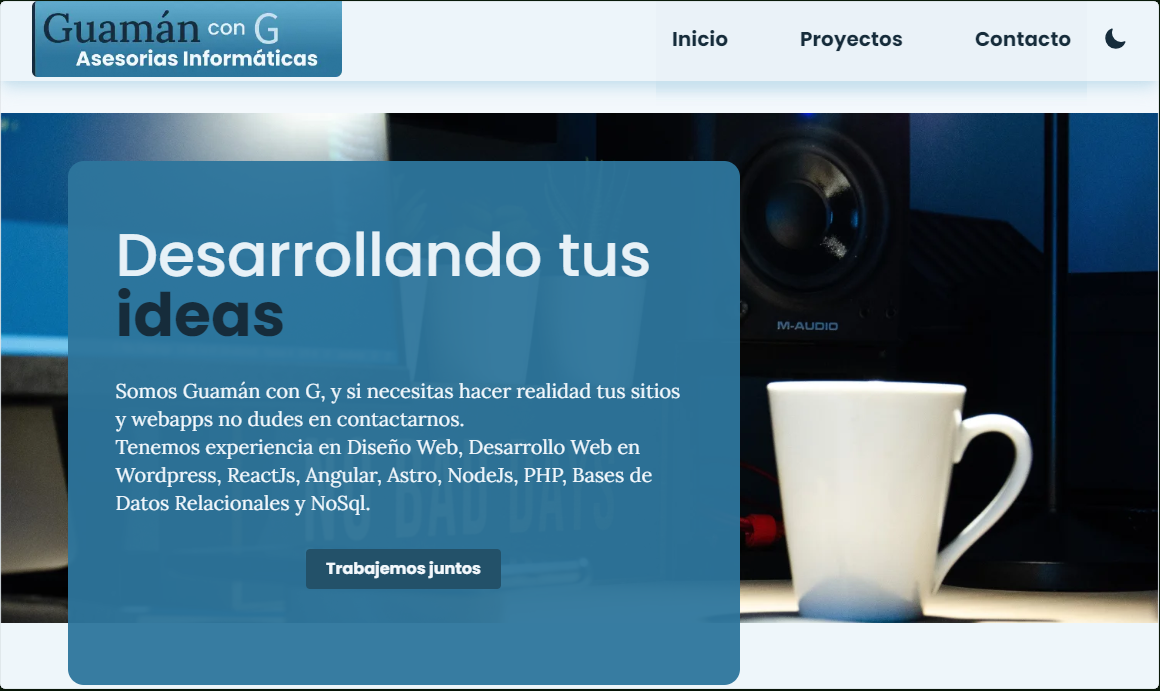 Guamán con G
Asesorias Informáticas
Inicio
Proyectos
Contacto
Desarrollando tus
ideas
Somos Guamán con G, y si necesitas hacer realidad tus sitios
y webapps no dudes en contactarnos.
Tenemos experiencia en Diseño Web, Desarrollo Web en
Wordpress, ReactJs, Angular, Astro, NodeJs, PHP, Bases de
Datos Relacionales y NoSql.
Trabajemos juntos
M-AUDIO
BAD DAYS